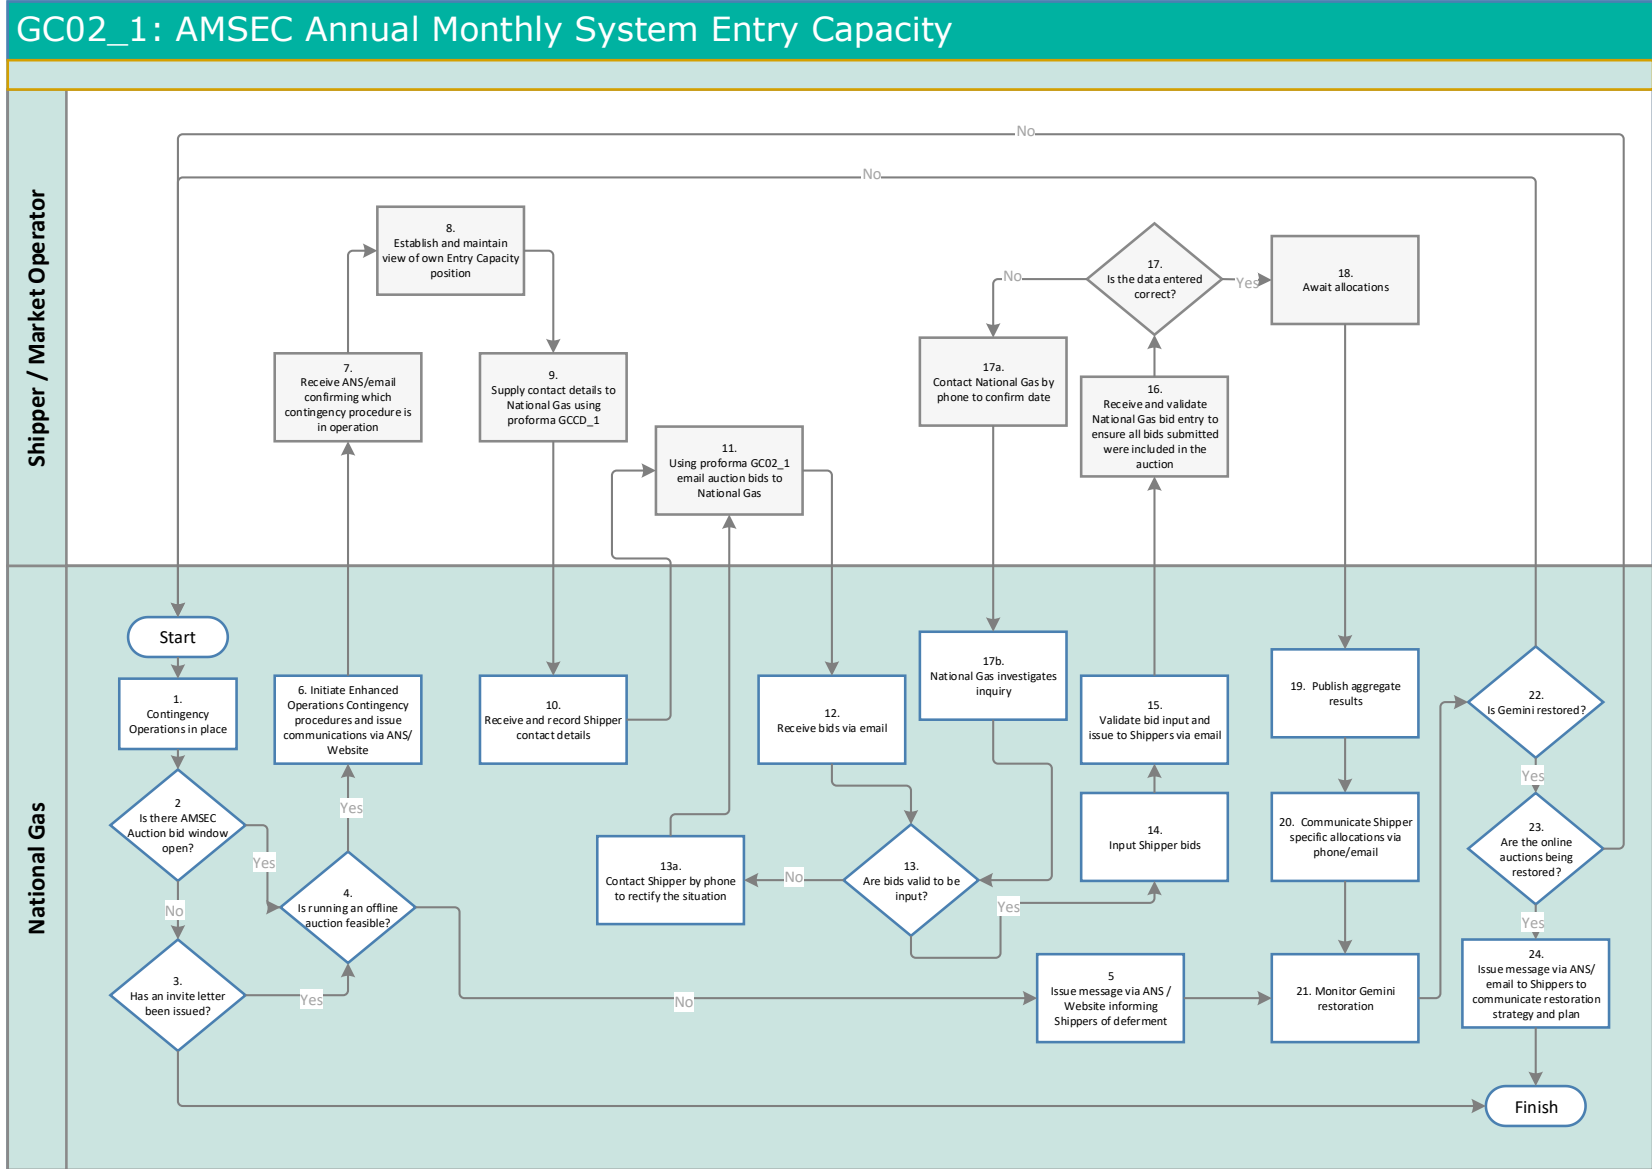 GC02_1: AMSEC Annual Monthly System Entry Capacity
Shipper / Market Operator
No
No
8.
Establish and maintain
view of own Entry Capacity
position
7.
Receive ANS/email
confirming which
contingency procedure is
in operation
9.
Supply contact details to
National Gas using
proforma GCCD_1
11.
Using proforma GC02_1
email auction bids to
National Gas
No
17a.
Contact National Gas by
phone to confirm date
17.
Is the data entered
correct?
Yes
16.
Receive and validate
National Gas bid entry to
ensure all bids submitted
were included in the
auction
18.
Await allocations
National Gas
Start
1.
Contingency
Operations in place
2
Is there AMSEC
Auction bid window
open?
Yes
No
3.
Has an invite letter
been issued?
Yes
6. Initiate Enhanced
Operations Contingency
procedures and issue
communications via ANS/
Website
Yes
4.
Is running an offline
auction feasible?
No
10.
Receive and record Shipper
contact details
13a.
Contact Shipper by phone
to rectify the situation
No
12.
Receive bids via email
13.
Are bids valid to be
input?
Yes
17b.
National Gas investigates
inquiry
15.
Validate bid input and
issue to Shippers via email
14.
Input Shipper bids
5
Issue message via ANS /
Website informing
Shippers of deferment
19. Publish aggregate
results
20. Communicate Shipper
specific allocations via
phone/email
21. Monitor Gemini
restoration
22.
Is Gemini restored?
Yes
23.
Are the online
auctions being
restored?
Yes
24.
Issue message via ANS/
email to Shippers to
communicate restoration
strategy and plan
Finish